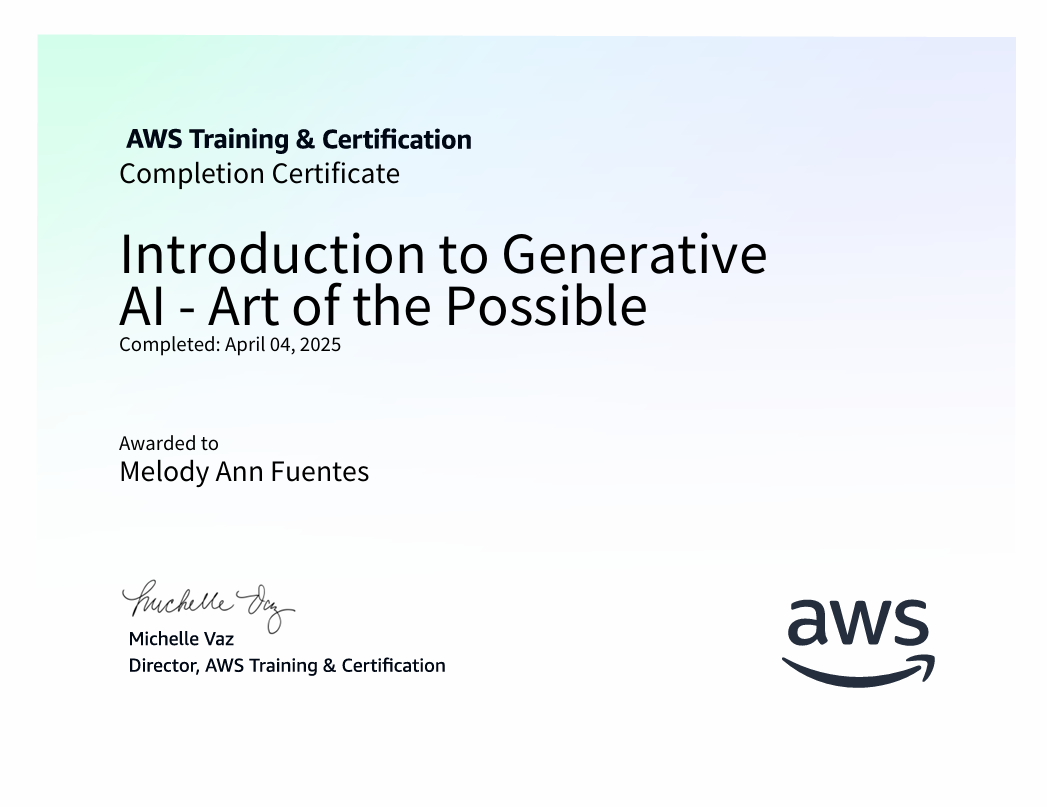 AWS Training & Certification
Completion Certificate
Introduction to Generative
AI - Art of the Possible
Completed: April 04, 2025
Awarded to
Melody Ann Fuentes
Michelle Vaz
Michelle Vaz
Director, AWS Training & Certification
aws